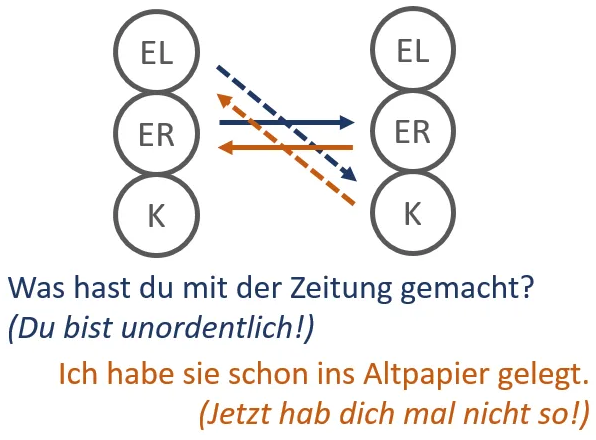 EL EL
ER ER
K K
Was hast du mit der Zeitung gemacht?
(Du bist unordentlich!)
Ich habe sie schon ins Altpapier gelegt.
(Jetzt hab dich mal nicht so!)